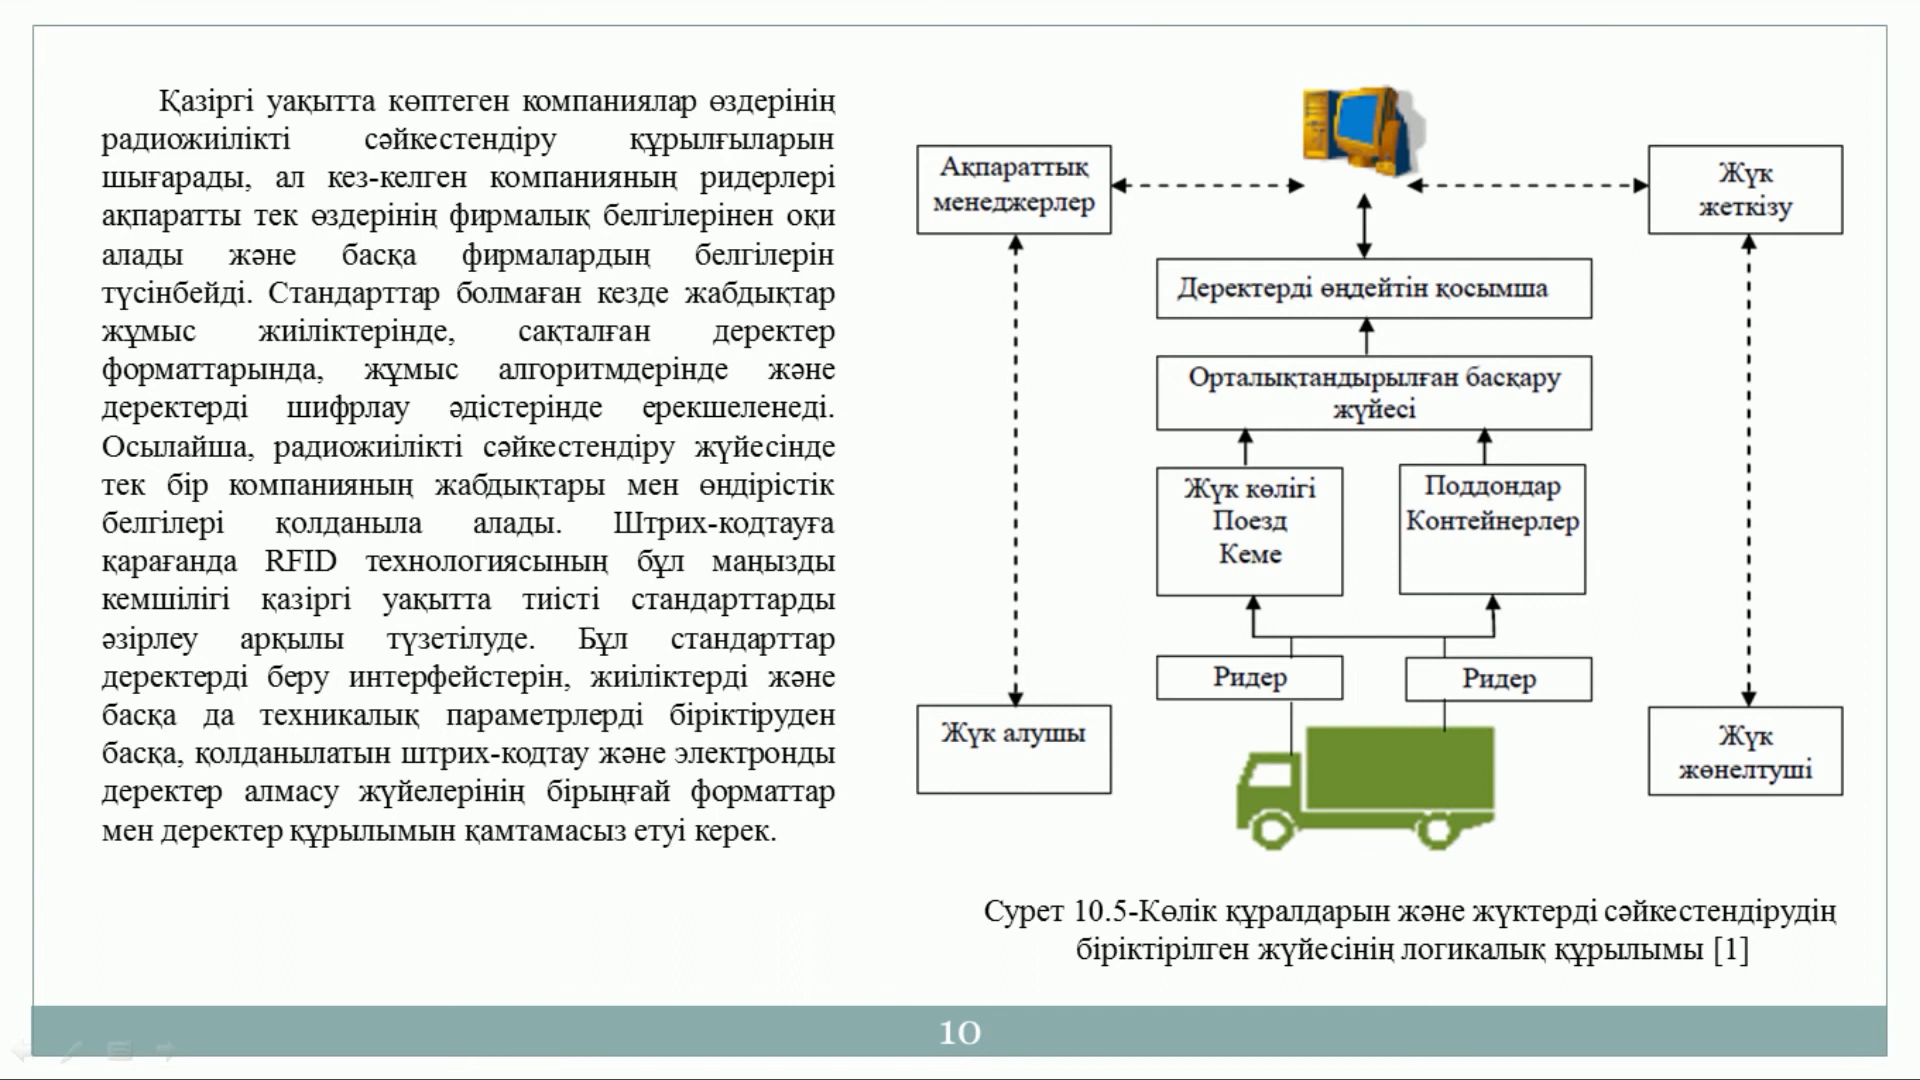 Қазіргі уақытта көптеген компаниялар өздерінің
радиожиілікті сәйкестендіру құрылғыларын
шығарады, ал кез-келген компанияның ридерлері
ақпаратты тек өздерінің фирмалық белгілерінен оқи
алады және басқа фирмалардың белгілерін
түсінбейді. Стандарттар болмаған кезде жабдықтар
жұмыс жиіліктерінде, сақталған деректер
форматтарында, жұмыс алгоритмдерінде және
деректерді шифрлау әдістерінде ерекшеленеді.
Осылайша, радиожиілікті сәйкестендіру жүйесінде
тек бір компанияның жабдықтары мен өндірістік
белгілері қолданыла алады. Штрих-кодтауға
қарағанда RFID технологиясының бұл маңызды
кемшілігі қазіргі уақытта тиісті стандарттарды
әзірлеу арқылы түзетілуде. Бұл стандарттар
деректерді беру интерфейстерін, жиіліктерді және
басқа да техникалық параметрлерді біріктіруден
басқа, қолданылатын штрих-кодтау және электронды
деректер алмасу жүйелерінің бірыңғай форматтар
мен деректер құрылымын қамтамасыз етуі керек.
Ақпараттық
менеджерлер
Жүк
жеткізу
Деректерді өңдейтін қосымша
Орталықтандырылған басқару
жүйесі
Жүк көлігі
Поезд
Кеме
Поддондар
Контейнерлер
Ридер
Ридер
Жүк алушы
Жүк
жөнелтуші
Сурет 10.5-Көлік құралдарын және жүктерді сәйкестендірудің
біріктірілген жүйесінің логикалық құрылымы [1]
10